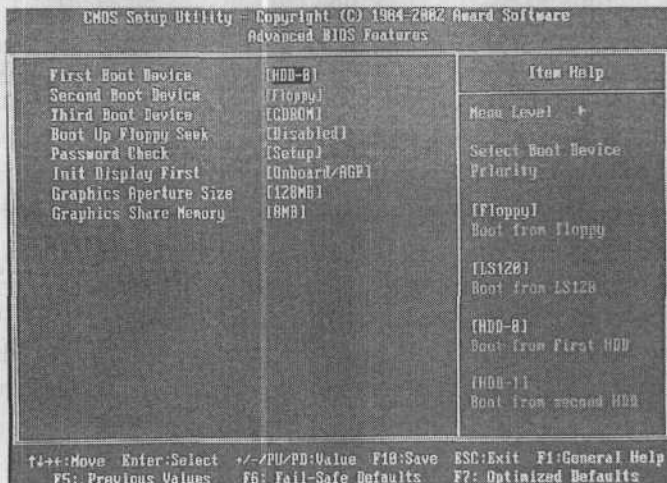 CMOS Setup Utility - Copyright (C) 1984-2002 Award Software
Advanced BIOS Features
First Boot Device [HDD-0]
Second Boot Device [Floppy]
Third Boot Device [CDROM]
Boot Up Floppy Seek [Disabled]
Password Check [Setup]
Init Display First [Onboard/AGP]
Graphics Aperture Size [128MB]
Graphics Share Memory [8MB]
Item Help
Menu Level ▶
Select Boot Device
Priority
[Floppy]
Boot from floppy
[LS120]
Boot from LS120
[HDD-0]
Boot from First HDD
[HDD-1]
Boot from second HDD
↑↓→←:Move Enter:Select +/-/PU/PD:Value F10:Save ESC:Exit F1:General Help
F5: Previous Values F6: Fail-Safe Defaults F7: Optimized Defaults